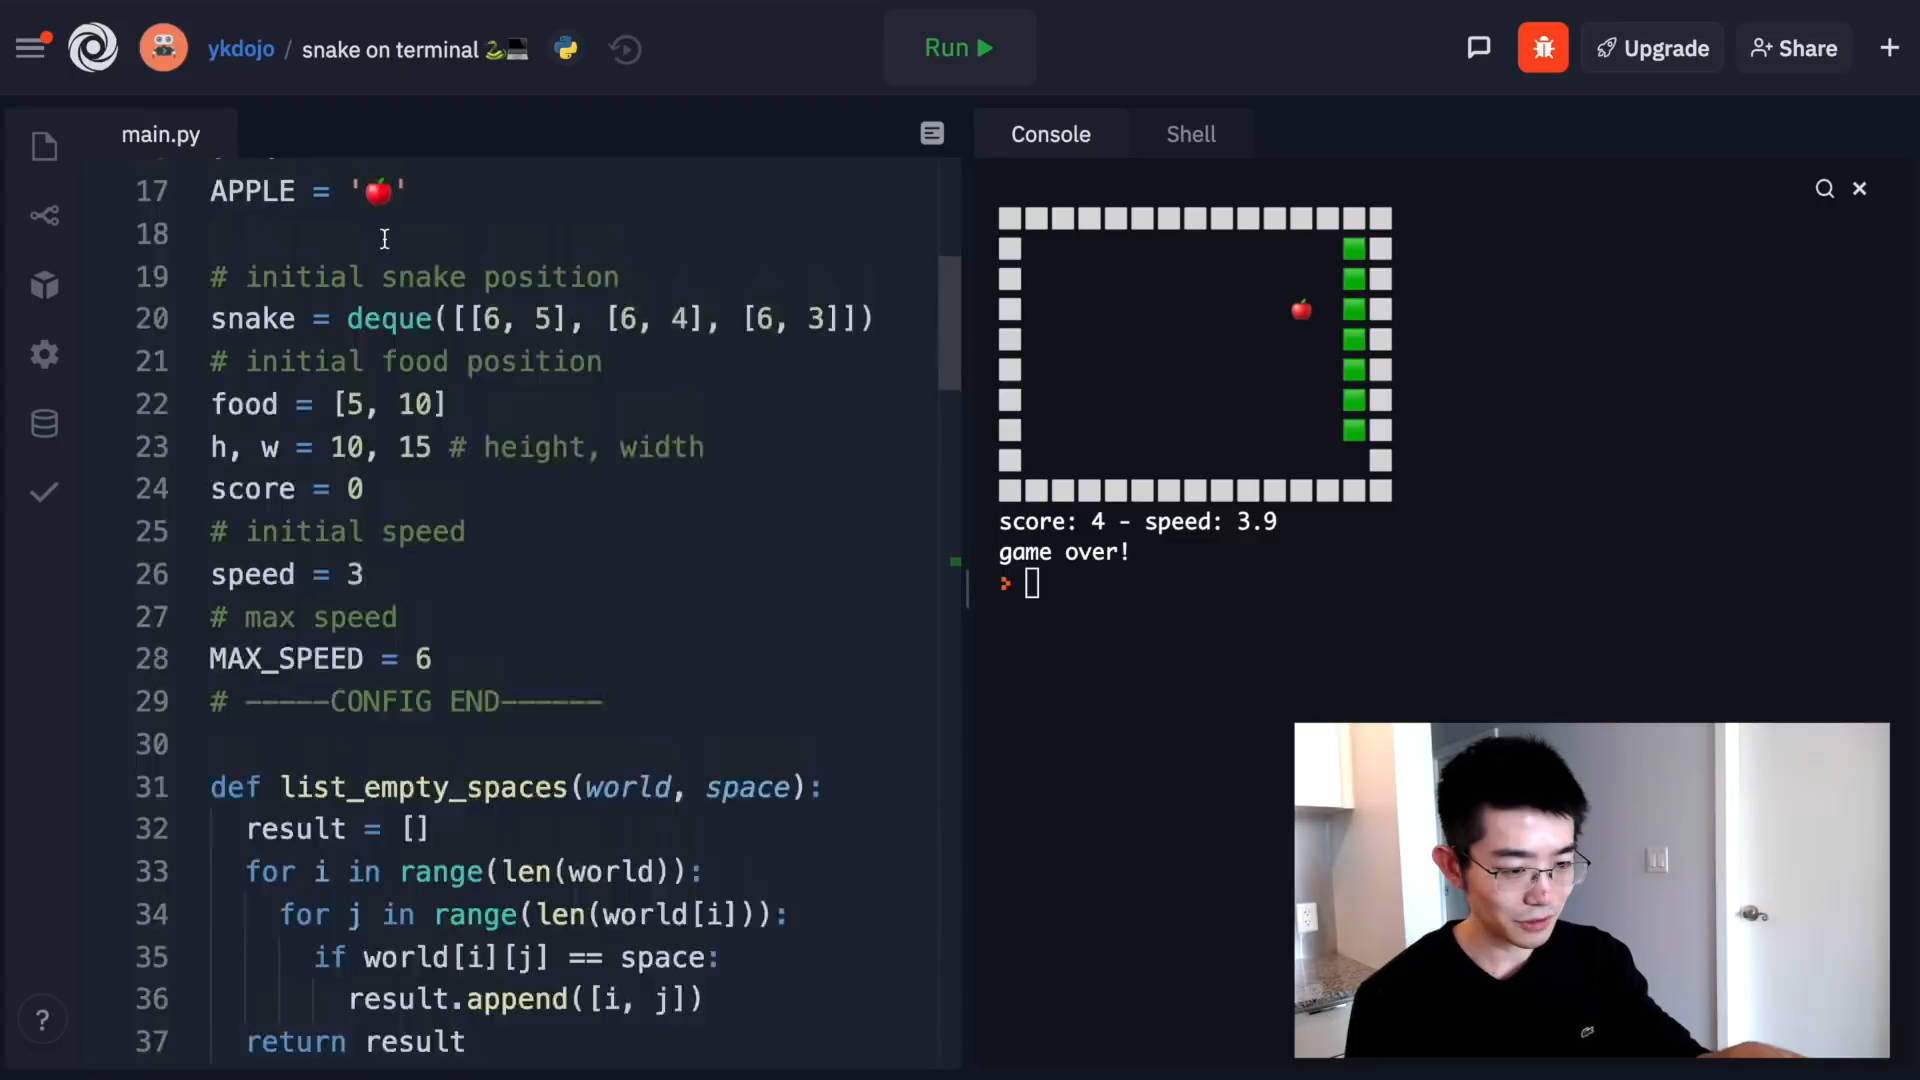 ykdojo / snake on terminal 🐍💻
Run
Upgrade
Share
main.py
Console
Shell
17 APPLE = '🍎'
18
19 # initial snake position
20 snake = deque([[6, 5], [6, 4], [6, 3]])
21 # initial food position
22 food = [5, 10]
23 h, w = 10, 15 # height, width
24 score = 0
25 # initial speed
26 speed = 3
27 # max speed
28 MAX_SPEED = 6
29 # —————CONFIG END——————
30
31 def list_empty_spaces(world, space):
32 result = []
33 for i in range(len(world)):
34 for j in range(len(world[i])):
35 if world[i][j] == space:
36 result.append([i, j])
37 return result
score: 4 - speed: 3.9
game over!
?